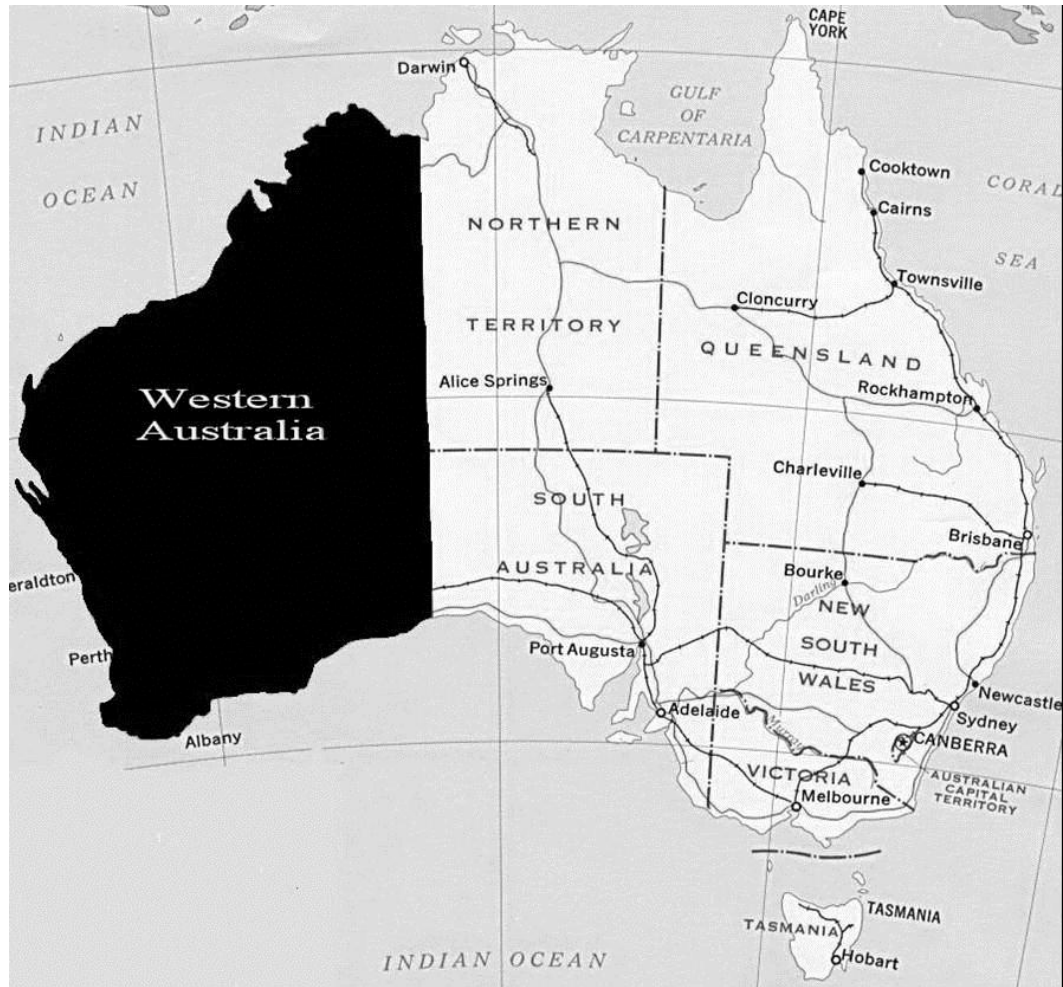 CAPE
YORK
Darwin
GULF
OF
CARPENTARIA
INDIAN
OCEAN
Cooktown
CORAL
SEA
Cairns
NORTHERN
TERRITORY
Townsville
Cloncurry
QUEENSLAND
Alice Springs
Rockhampton
Western
Australia
Charleville
SOUTH
AUSTRALIA
Brisbane
Bourke
Darling
NEW
SOUTH
WALES
eraldton
Perth
Port Augusta
Newcastle
Adelaide
Sydney
Murray
CANBERRA
Albany
VICTORIA
AUSTRALIAN
CAPITAL
TERRITORY
Melbourne
TASMANIA
TASMANIA
Hobart
INDIAN OCEAN